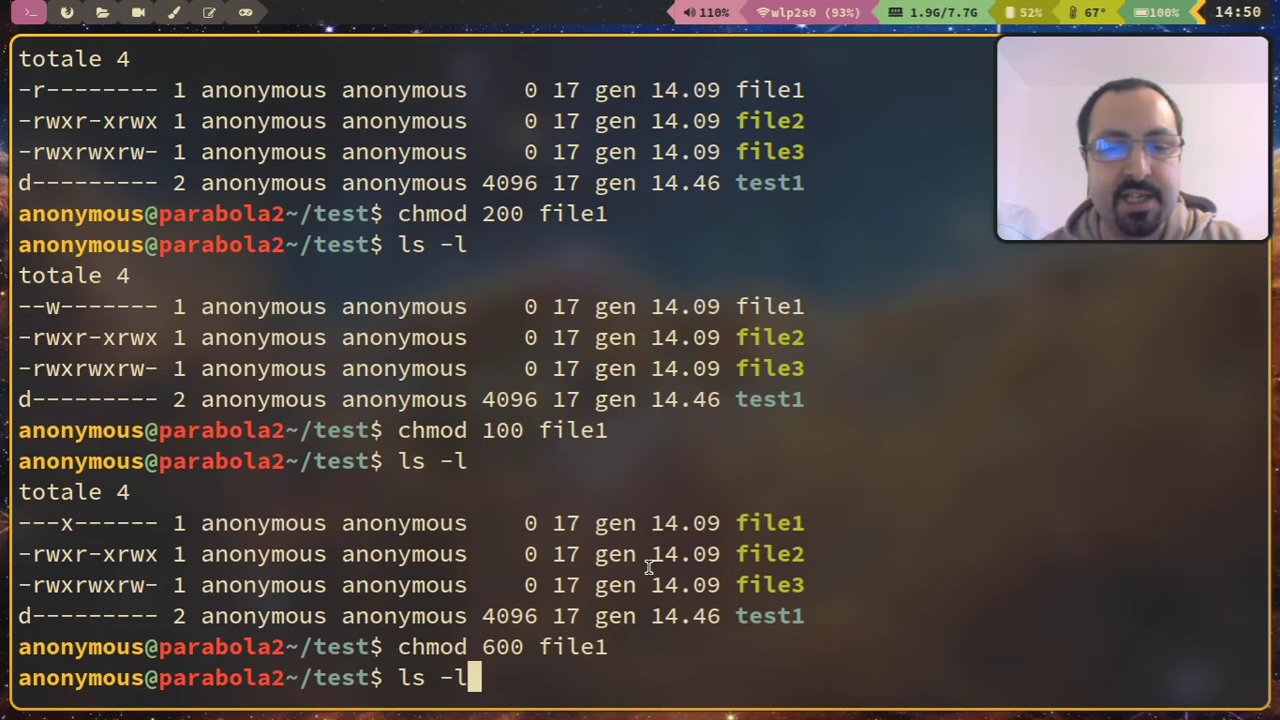 110% wlp2s0 (93%) 1.9G/7.7G 52% 67° 100% 14:50
totale 4
-r-------- 1 anonymous anonymous    0 17 gen 14.09 file1
-rwxr-xrwx 1 anonymous anonymous    0 17 gen 14.09 file2
-rwxrwxrw- 1 anonymous anonymous    0 17 gen 14.09 file3
d--------- 2 anonymous anonymous 4096 17 gen 14.46 test1
anonymous@parabola2~/test$ chmod 200 file1
anonymous@parabola2~/test$ ls -l
totale 4
--w------- 1 anonymous anonymous    0 17 gen 14.09 file1
-rwxr-xrwx 1 anonymous anonymous    0 17 gen 14.09 file2
-rwxrwxrw- 1 anonymous anonymous    0 17 gen 14.09 file3
d--------- 2 anonymous anonymous 4096 17 gen 14.46 test1
anonymous@parabola2~/test$ chmod 100 file1
anonymous@parabola2~/test$ ls -l
totale 4
---x------ 1 anonymous anonymous    0 17 gen 14.09 file1
-rwxr-xrwx 1 anonymous anonymous    0 17 gen 14.09 file2
-rwxrwxrw- 1 anonymous anonymous    0 17 gen 14.09 file3
d--------- 2 anonymous anonymous 4096 17 gen 14.46 test1
anonymous@parabola2~/test$ chmod 600 file1
anonymous@parabola2~/test$ ls -l